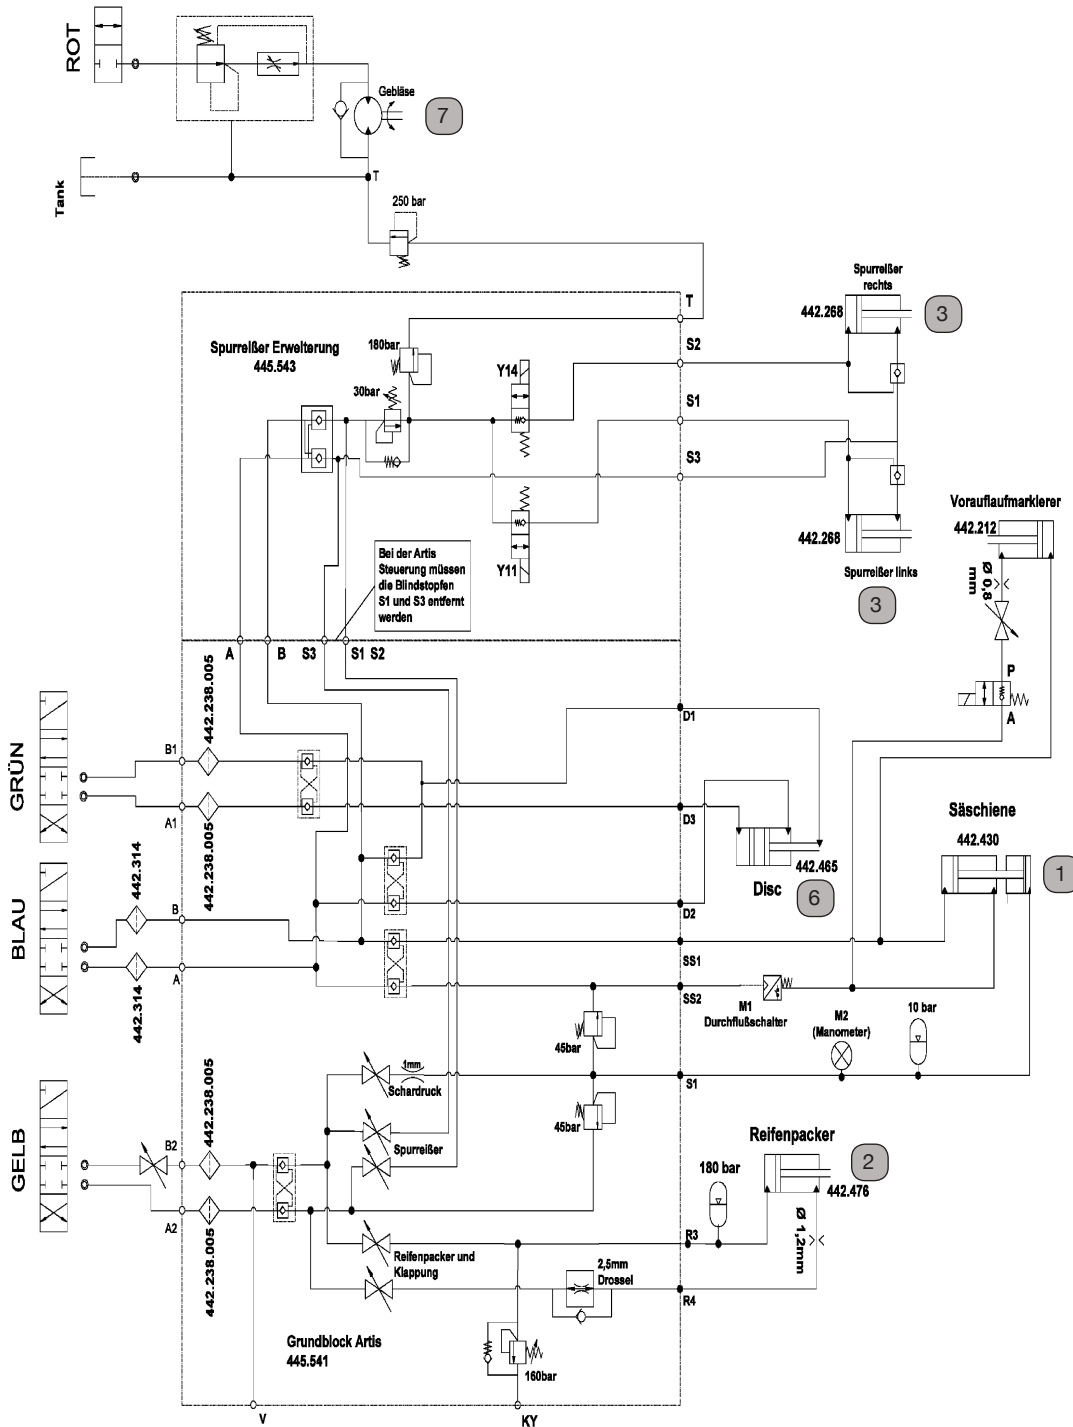 ROT
Gebläse
7
Tank
T
250 bar
T
Spurreißer
rechts
442.268
3
Spurreißer Erweiterung
445.543
180bar
30bar
Y14
S2
S1
S3
Y11
442.268
Spurreißer links
3
Vorauflaufmarkierer
442.212
Ø 0,8
mm
P
A
Bei der Artis
Steuerung müssen
die Blindstopfen
S1 und S3 entfernt
werden
A
B
S3
S1
S2
GRÜN
B1
A1
442.238.005
442.238.005
D1
D3
442.465
Disc
6
D2
Säschiene
442.430
1
BLAU
442.314
442.314
B
A
SS1
SS2
M1
Durchflußschalter
M2
(Manometer)
10 bar
45bar
1mm
Schardruck
S1
45bar
GELB
B2
A2
442.238.005
442.238.005
Spurreißer
Reifenpacker
2
442.476
180 bar
Ø 1,2mm
R3
Reifenpacker und
Klappung
2,5mm
Drossel
R4
Grundblock Artis
445.541
160bar
V
KY